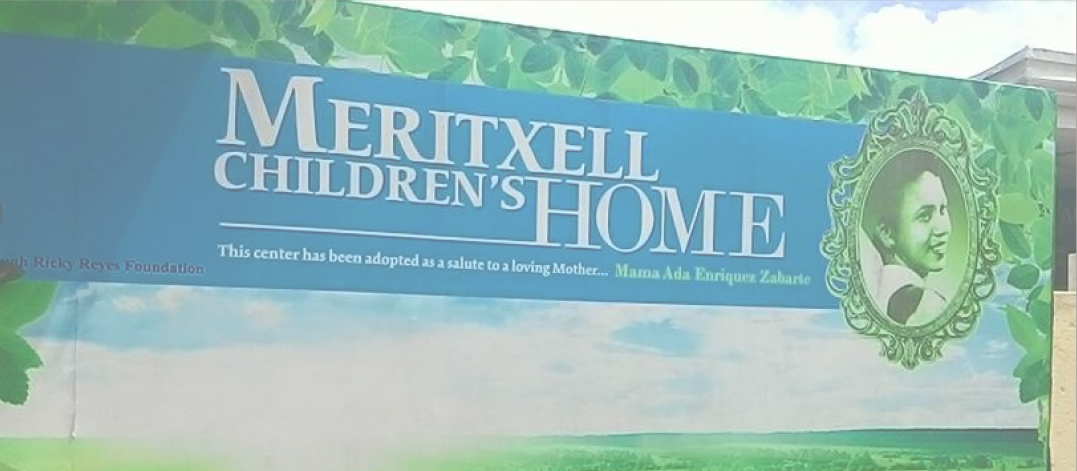 MERITXELL
CHILDREN'S HOME
This center has been adopted as a salute to a loving Mother... Mama Ada Enriquez Zabarte
Ricky Reyes Foundation